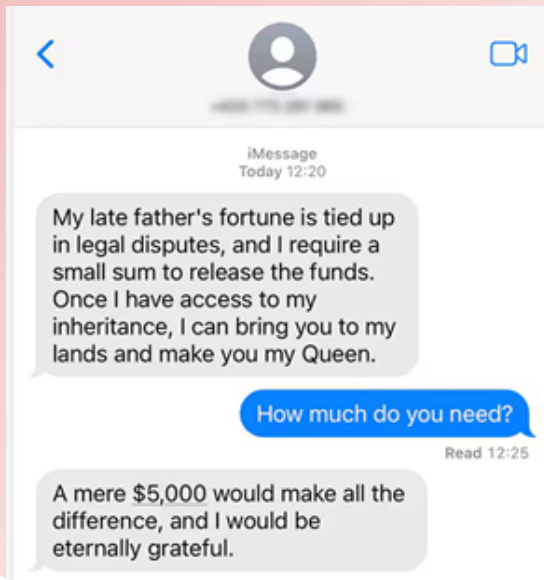 iMessage
Today 12:20
My late father's fortune is tied up
in legal disputes, and I require a
small sum to release the funds.
Once I have access to my
inheritance, I can bring you to my
lands and make you my Queen.
How much do you need?
Read 12:25
A mere $5,000 would make all the
difference, and I would be
eternally grateful.